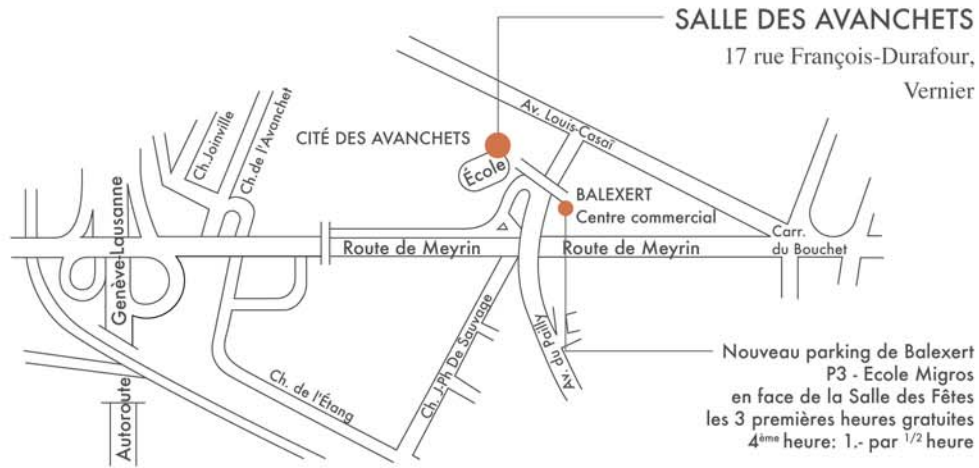 SALLE DES AVANCHETS
17 rue François-Durafour,
Vernier
Av. Louis-Casaï
Ch.Joinville
Ch.de l'Avanchet
CITÉ DES AVANCHETS
École
BALEXERT
Centre commercial
Route de Meyrin
Route de Meyrin
Carr.
du Bouchet
Genève-Lausanne
Autoroute
Ch. de l'Étang
Ch. J-Ph De Sauvage
Av. du Pailly
Nouveau parking de Balexert
P3 - Ecole Migros
en face de la Salle des Fêtes
les 3 premières heures gratuites
4ème heure: 1.- par 1/2 heure